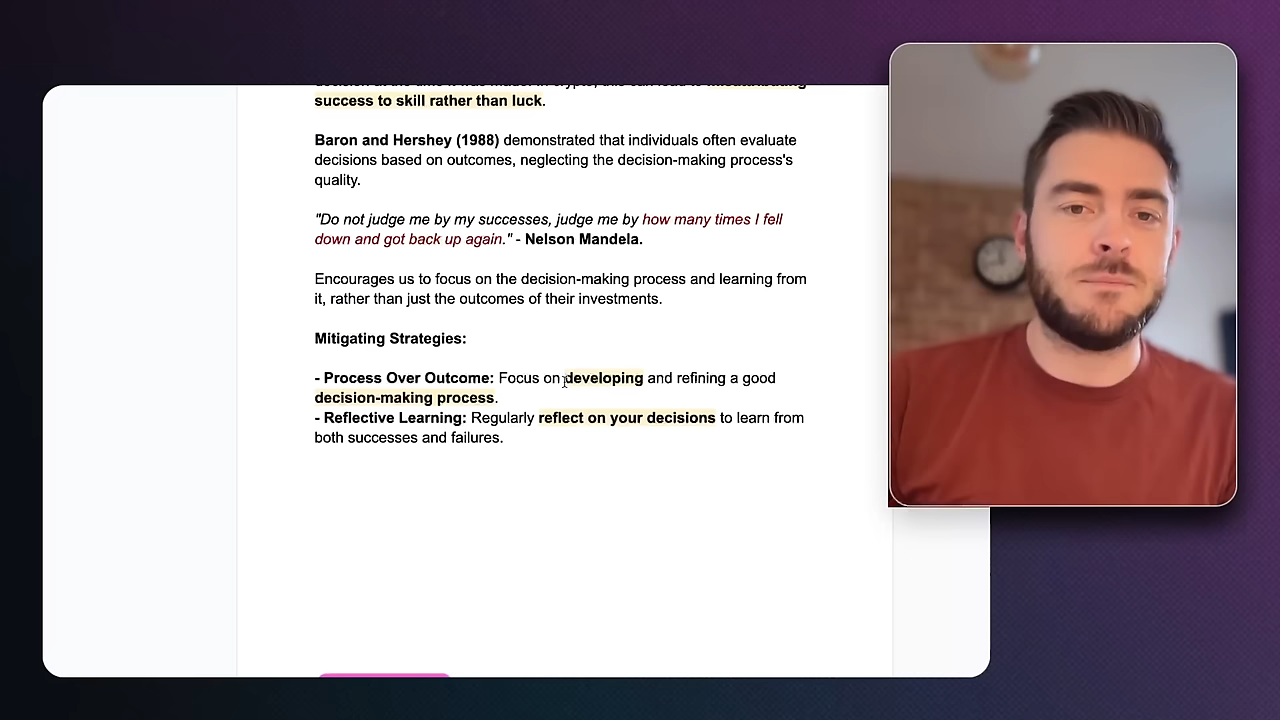 success to skill rather than luck.
Baron and Hershey (1988) demonstrated that individuals often evaluate
decisions based on outcomes, neglecting the decision-making process's
quality.
"Do not judge me by my successes, judge me by how many times I fell
down and got back up again." - Nelson Mandela.
Encourages us to focus on the decision-making process and learning from
it, rather than just the outcomes of their investments.
Mitigating Strategies:
- Process Over Outcome: Focus on developing and refining a good
decision-making process.
- Reflective Learning: Regularly reflect on your decisions to learn from
both successes and failures.